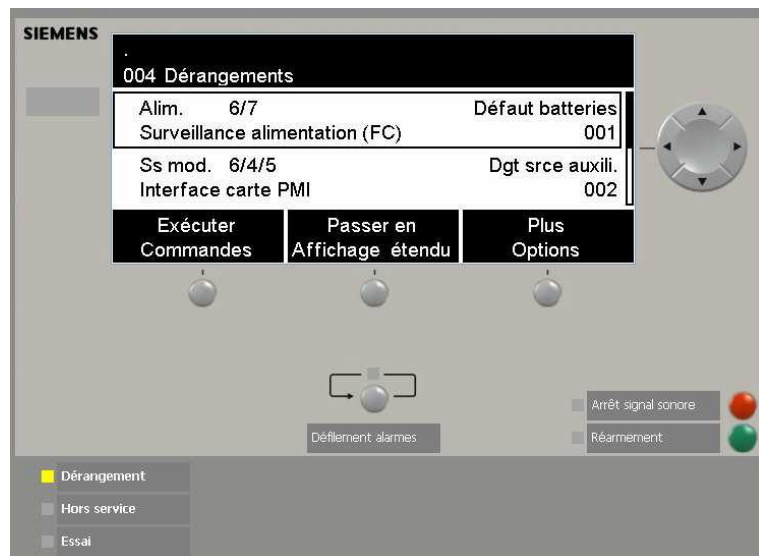 SIEMENS
.
004 Dérangements
Alim. 6/7 Défaut batteries
Surveillance alimentation (FC) 001
Ss mod. 6/4/5 Dgt srce auxili.
Interface carte PMI 002
Exécuter Commandes
Passer en Affichage étendu
Plus Options
Défilement alarmes
Arrêt signal sonore
Réarmement
Dérangement
Hors service
Essai